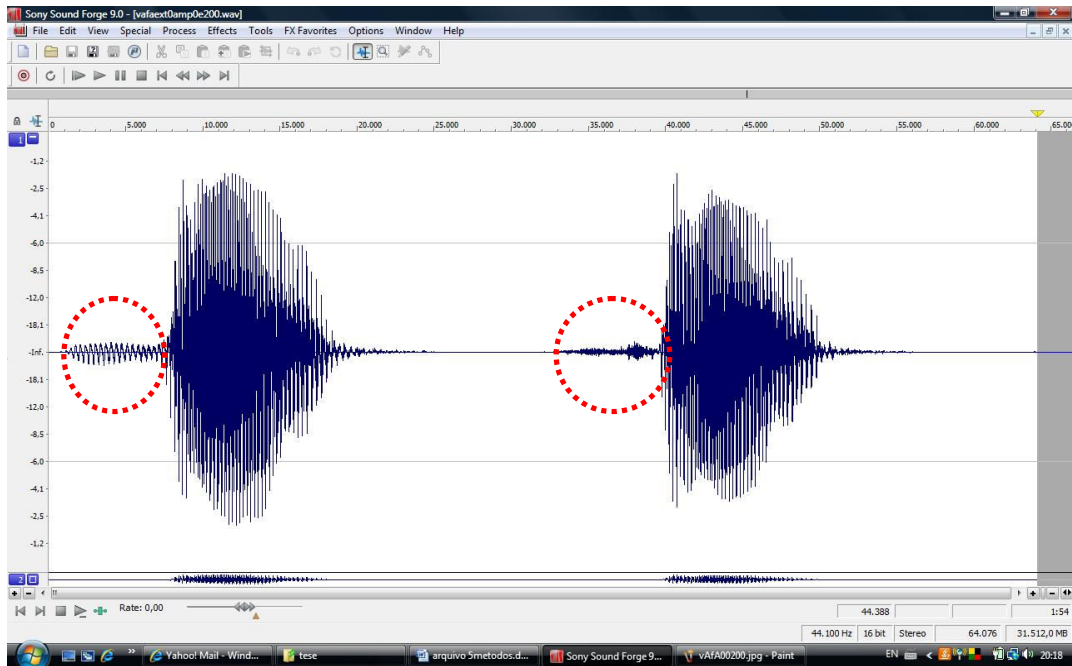 Sony Sound Forge 9.0 - [vafaext0amp0e200.wav]
File Edit View Special Process Effects Tools FX Favorites Options Window Help
0 5.000 10.000 15.000 20.000 25.000 30.000 35.000 40.000 45.000 50.000 55.000 60.000 65.00
1
-1,2
-2,5
-4,1
-6,0
-8,5
-12.0
-18,1
-Inf.
-18.1
-12.0
-8.5
-6.0
-4,1
-2,5
-1.2
2
Rate: 0,00
44.388 1:54
44.100 Hz 16 bit Stereo 64.076 31.512,0 MB
Yahoo! Mail - Wind... tese arquivo 5metodos.d... Sony Sound Forge 9... vAfA00200.jpg - Paint EN 20:18